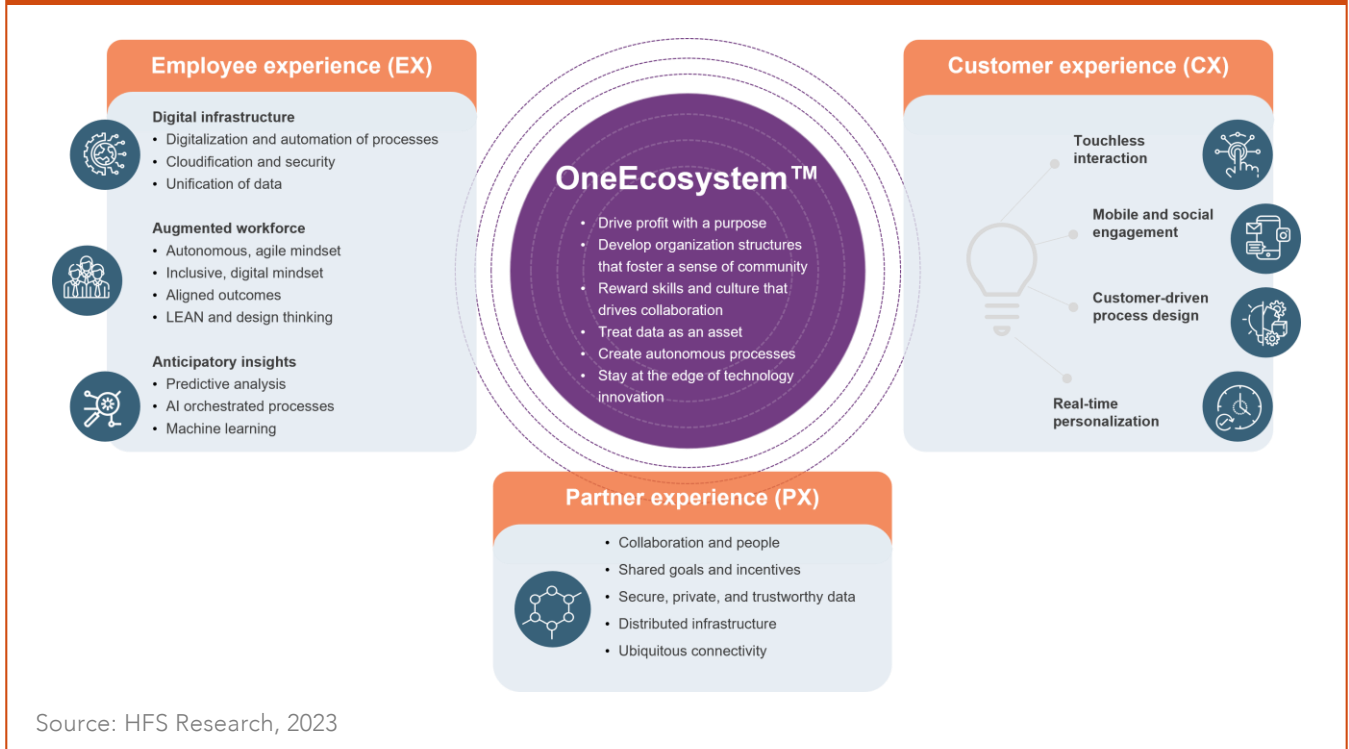 Employee experience (EX)
Digital infrastructure
• Digitalization and automation of processes
• Cloudification and security
• Unification of data
Augmented workforce
• Autonomous, agile mindset
• Inclusive, digital mindset
• Aligned outcomes
• LEAN and design thinking
Anticipatory insights
• Predictive analysis
• AI orchestrated processes
• Machine learning
OneEcosystem™
• Drive profit with a purpose
• Develop organization structures
that foster a sense of community
• Reward skills and culture that
drives collaboration
• Treat data as an asset
• Create autonomous processes
• Stay at the edge of technology
innovation
Customer experience (CX)
Touchless
interaction
Mobile and social
engagement
Customer-driven
process design
Real-time
personalization
Partner experience (PX)
• Collaboration and people
• Shared goals and incentives
• Secure, private, and trustworthy data
• Distributed infrastructure
• Ubiquitous connectivity
Source: HFS Research, 2023